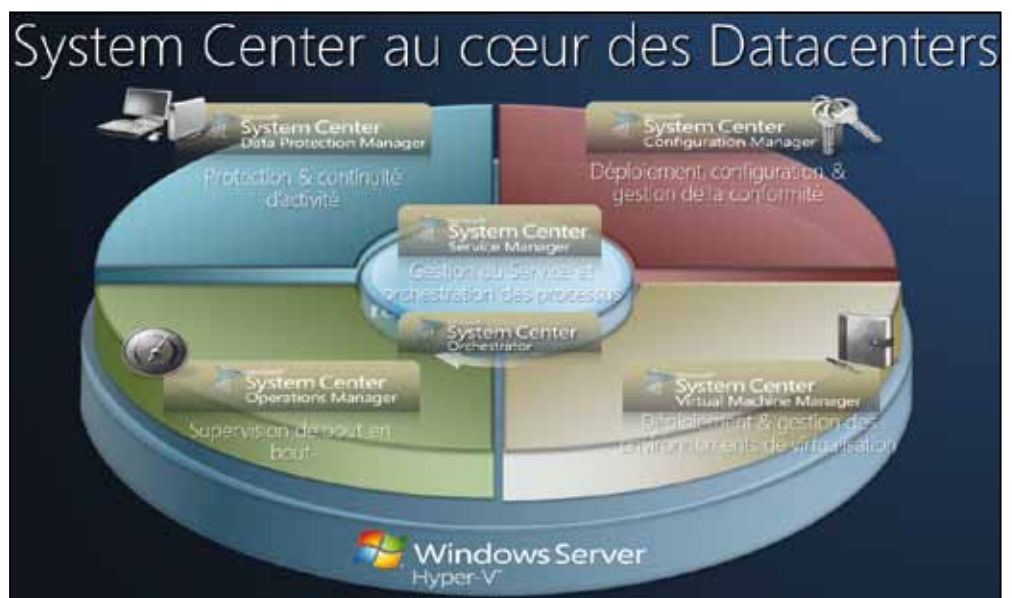 System Center au cœur des Datacenters
System Center
Data Protection Manager
Protection & continuité
d'activité
System Center
Configuration Manager
Déploiement, configuration &
gestion de la conformité
System Center
Service Manager
Gestion du Service et
orchestration des processus
System Center
Orchestrator
System Center
Operations Manager
Supervision de bout en
bout
System Center
Virtual Machine Manager
Déploiement & gestion des
environnements de virtualisation
Windows Server
Hyper-V